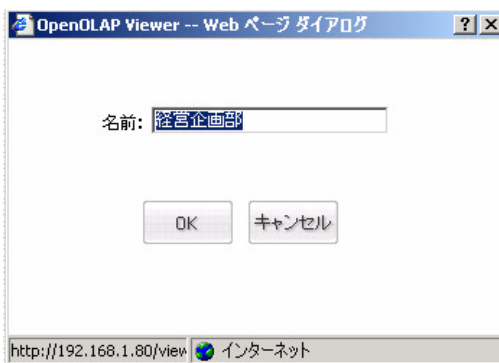 OpenOLAP Viewer -- Web ページ ダイアログ
名前: 経営企画部
OK キャンセル
http://192.168.1.80/view インターネット